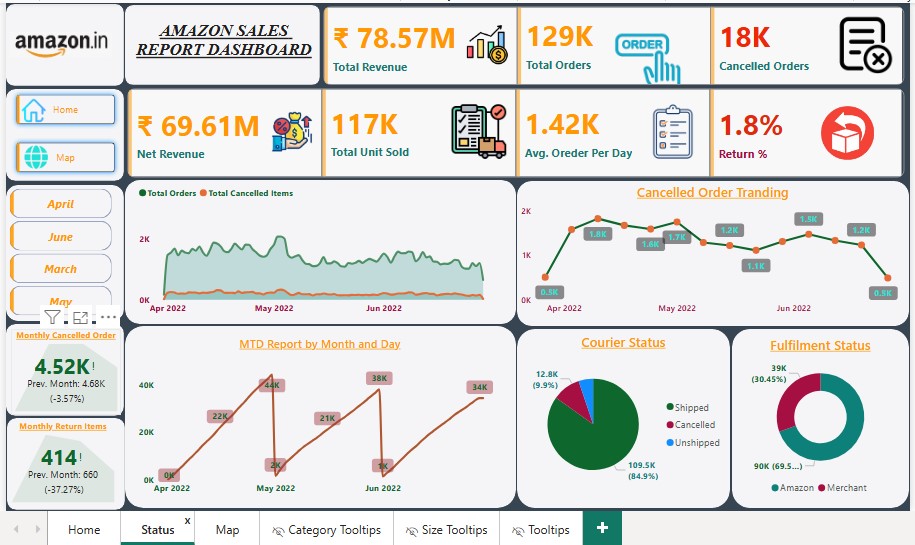 amazon.in
AMAZON SALES
REPORT DASHBOARD
₹ 78.57M
Total Revenue
129K
Total Orders
ORDER
18K
Cancelled Orders
Home
Map
₹ 69.61M
Net Revenue
117K
Total Unit Sold
1.42K
Avg. Oreder Per Day
1.8%
Return %
April
June
March
May
Total Orders Total Cancelled Items
2K
0K
Apr 2022 May 2022 Jun 2022
Cancelled Order Tranding
2K
1K
0K
0.5K
1.8K
1.6K
1.7K
1.2K
1.1K
1.5K
1.2K
0.5K
Apr 2022 May 2022 Jun 2022
Monthly Cancelled Order
4.52K!
Prev. Month: 4.68K
(-3.57%)
Monthly Return Items
414!
Prev. Month: 660
(-37.27%)
MTD Report by Month and Day
40K
20K
0K
0K
22K
44K
2K
21K
38K
1K
34K
Apr 2022 May 2022 Jun 2022
Courier Status
12.8K
(9.9%)
109.5K
(84.9%)
Shipped
Cancelled
Unshipped
Fulfilment Status
39K
(30.45%)
90K (69.5...)
Amazon Merchant
Home
Status x
Map
Category Tooltips
Size Tooltips
Tooltips
+